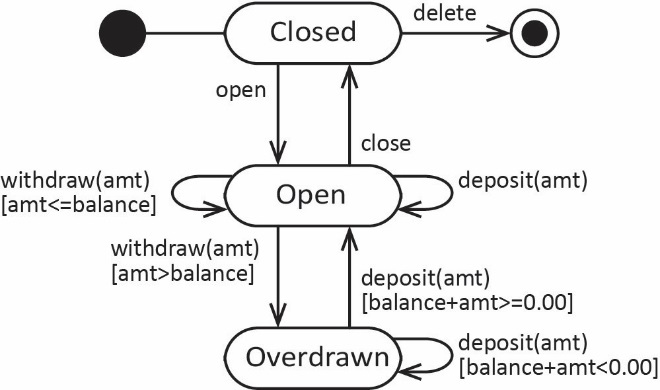 Closed
delete
open
close
withdraw(amt)
[amt<=balance]
Open
deposit(amt)
withdraw(amt)
[amt>balance]
deposit(amt)
[balance+amt>=0.00]
Overdrawn
deposit(amt)
[balance+amt<0.00]